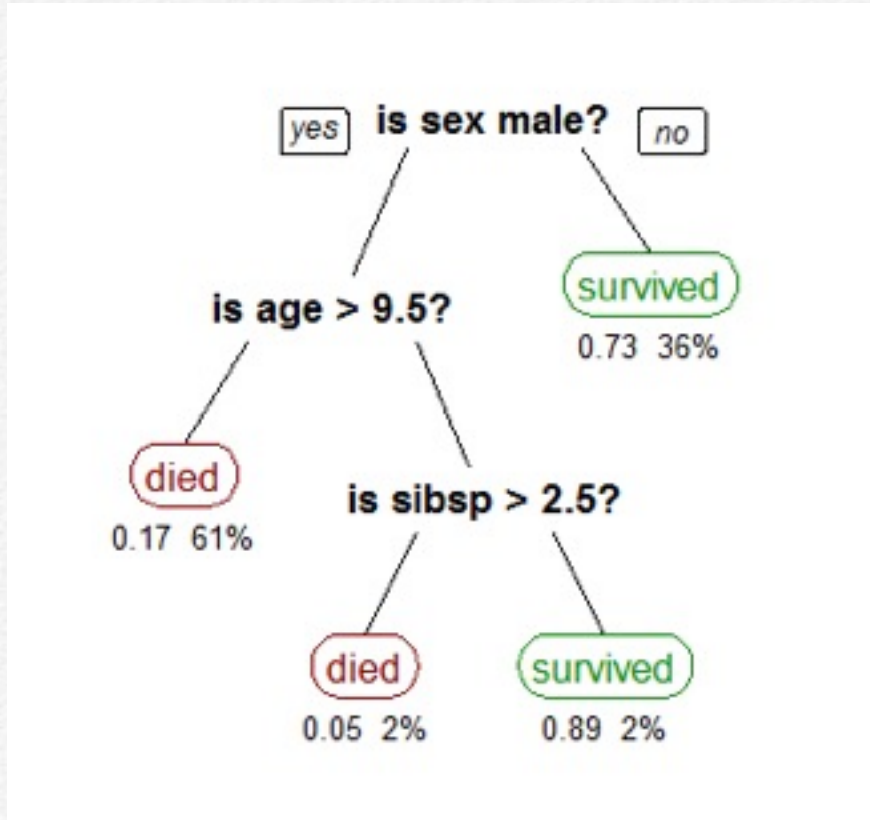 yes is sex male? no
survived
0.73 36%
is age > 9.5?
died
0.17 61%
is sibsp > 2.5?
died survived
0.05 2% 0.89 2%